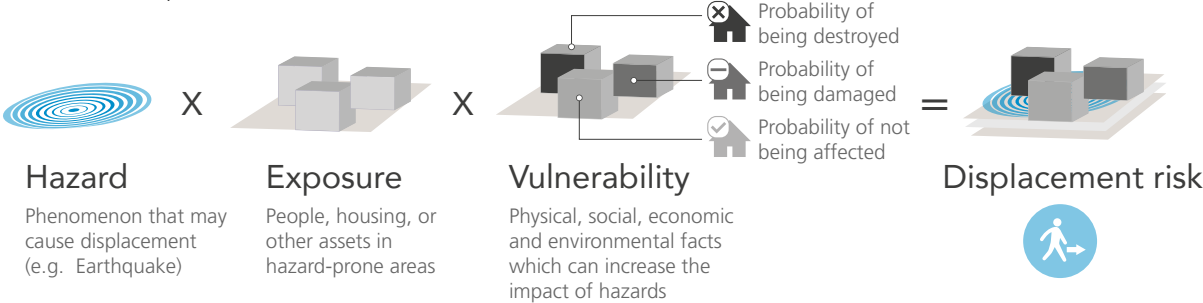 Probability of
being destroyed
Probability of
being damaged
Probability of not
being affected
X
X
=
Hazard
Phenomenon that may
cause displacement
(e.g. Earthquake)
Exposure
People, housing, or
other assets in
hazard-prone areas
Vulnerability
Physical, social, economic
and environmental facts
which can increase the
impact of hazards
Displacement risk